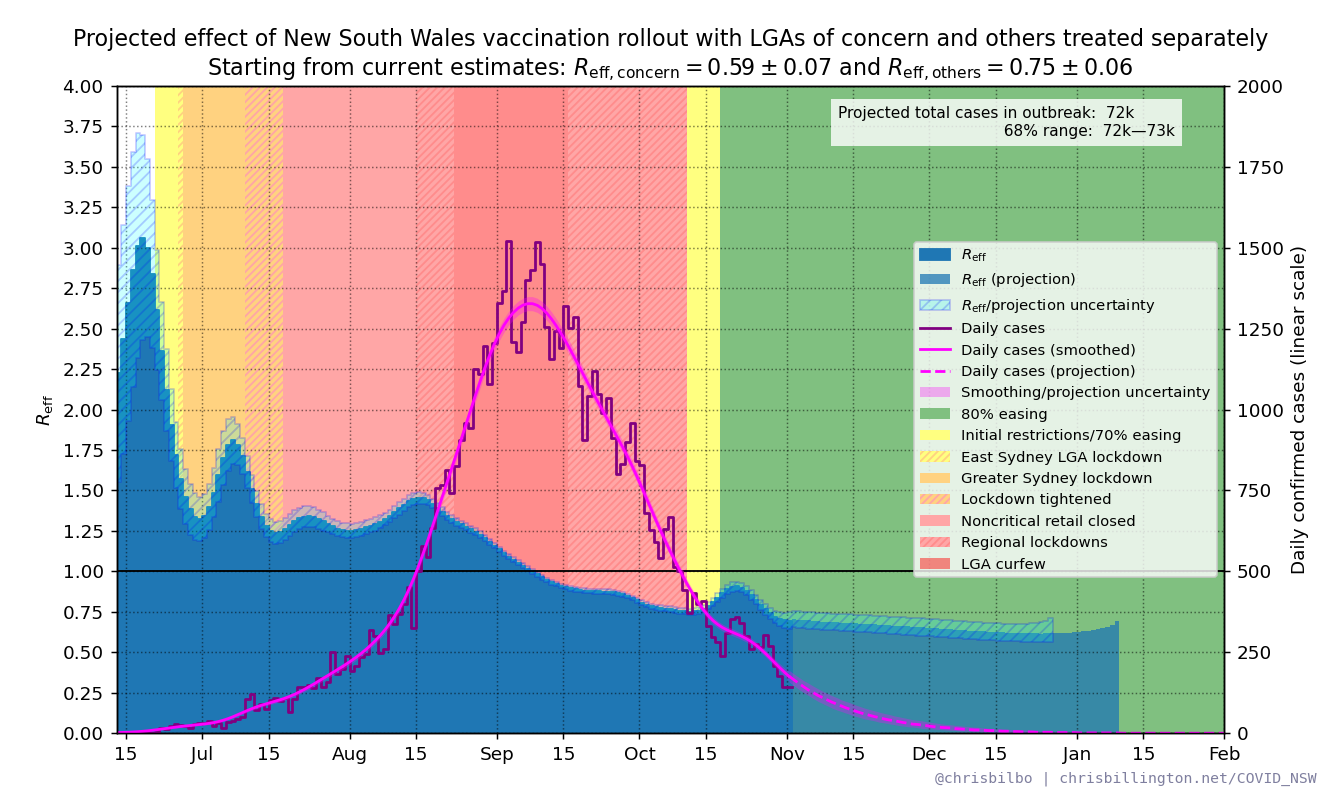 Projected effect of New South Wales vaccination rollout with LGAs of concern and others treated separately
Starting from current estimates: Reff, concern = 0.59 ± 0.07 and Reff, others = 0.75 ± 0.06
Projected total cases in outbreak: 72k
68% range: 72k—73k
Reff
4.00
3.75
3.50
3.25
3.00
2.75
2.50
2.25
2.00
1.75
1.50
1.25
1.00
0.75
0.50
0.25
0.00
2000
1750
1500
1250
1000
750
500
250
0
Daily confirmed cases (linear scale)
Reff
Reff (projection)
Reff/projection uncertainty
Daily cases
Daily cases (smoothed)
Daily cases (projection)
Smoothing/projection uncertainty
80% easing
Initial restrictions/70% easing
East Sydney LGA lockdown
Greater Sydney lockdown
Lockdown tightened
Noncritical retail closed
Regional lockdowns
LGA curfew
15 Jul 15 Aug 15 Sep 15 Oct 15 Nov 15 Dec 15 Jan 15 Feb
@chrisbilbo | chrisbillington.net/COVID_NSW